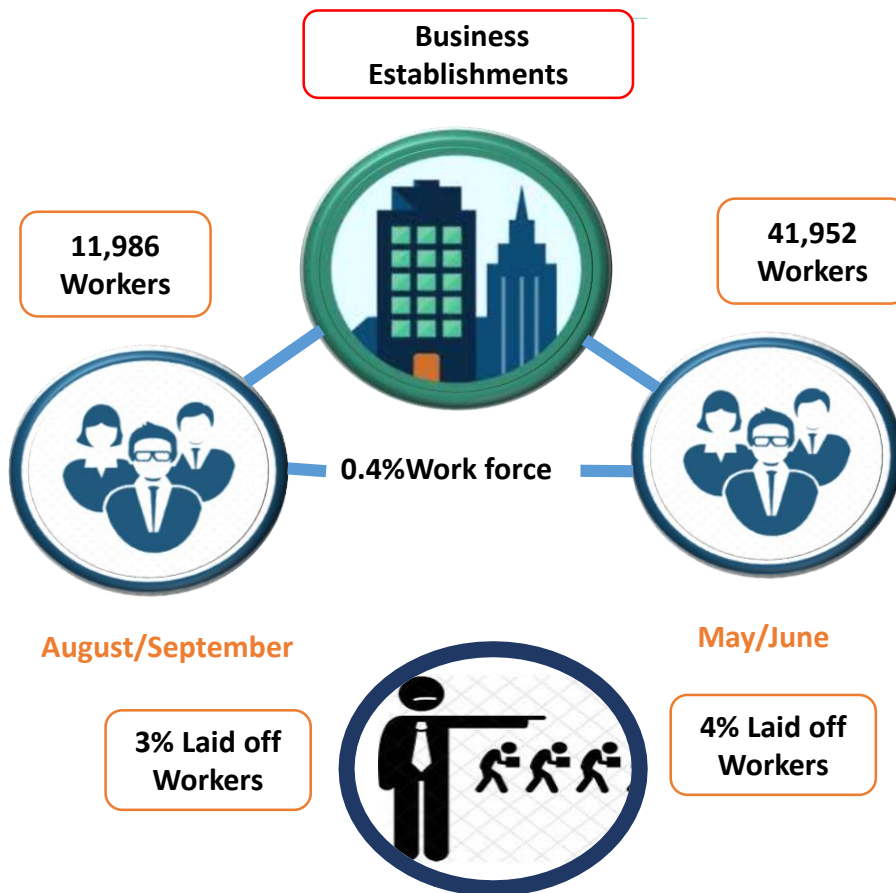 Business
Establishments
11,986
Workers
41,952
Workers
0.4%Work force
August/September
May/June
3% Laid off
Workers
4% Laid off
Workers